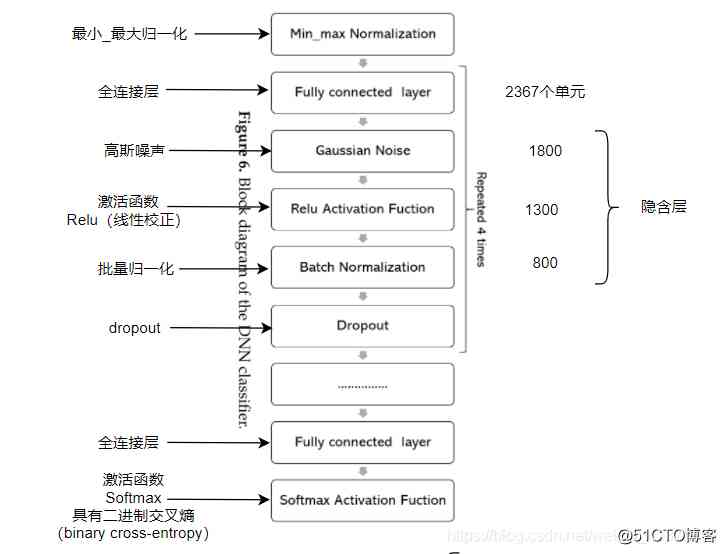 最小_最大归一化
Min_max Normalization
全连接层
Fully connected layer
2367个单元
高斯噪声
Gaussian Noise
1800
激活函数
Relu（线性校正）
Relu Activation Fuction
1300
隐含层
批量归一化
Batch Normalization
800
dropout
Dropout
Repeated 4 times
Figure 6. Block diagram of the DNN classifier.
...............
全连接层
Fully connected layer
激活函数
Softmax
具有二进制交叉熵
（binary cross-entropy）
Softmax Activation Fuction
https://blog.csdn.net/we
@51CTO博客